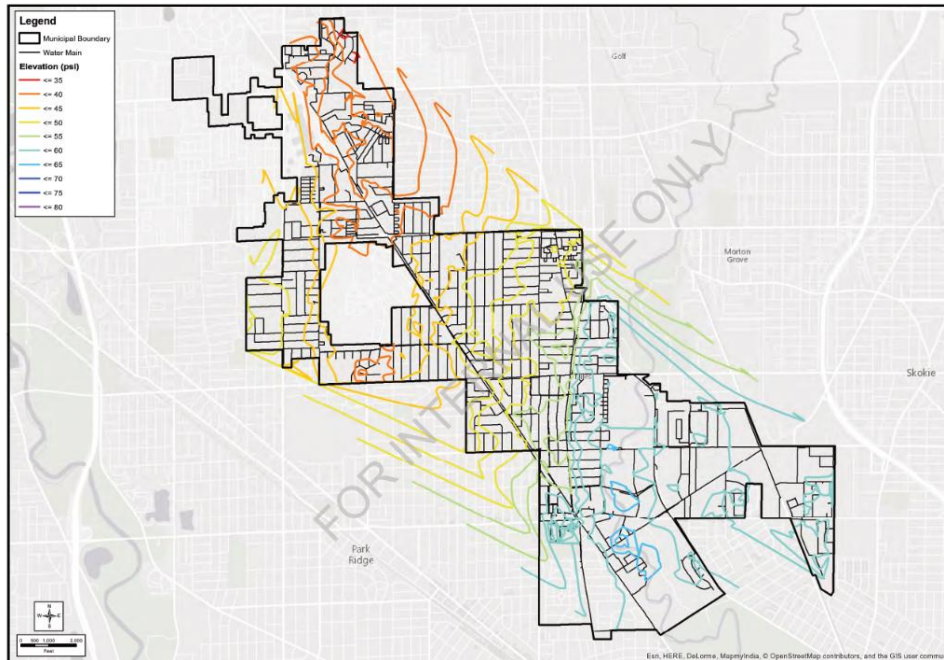 Legend
Municipal Boundary
Water Main
Elevation (psi)
<= 35
<= 40
<= 45
<= 50
<= 55
<= 60
<= 65
<= 70
<= 75
<= 80
Golf
Morton
Grove
Skokie
FOR INTERNAL USE ONLY
Park
Ridge
N
W E
S
0 500 1,000 2,000
Feet
Esri, HERE, DeLorme, MapmyIndia, © OpenStreetMap contributors, and the GIS user commu